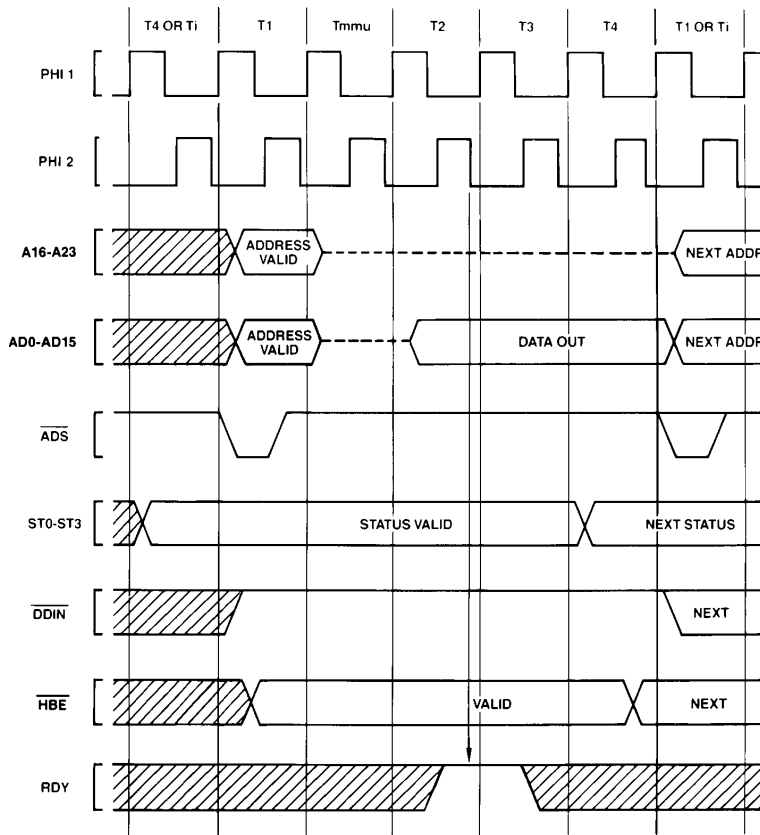 T4 OR Ti T1 Tmmu T2 T3 T4 T1 OR Ti
PHI 1
PHI 2
A16-A23 ADDRESS VALID NEXT ADDR
AD0-AD15 ADDRESS VALID DATA OUT NEXT ADDR
ADS
ST0-ST3 STATUS VALID NEXT STATUS
DDIN NEXT
HBE VALID NEXT
RDY